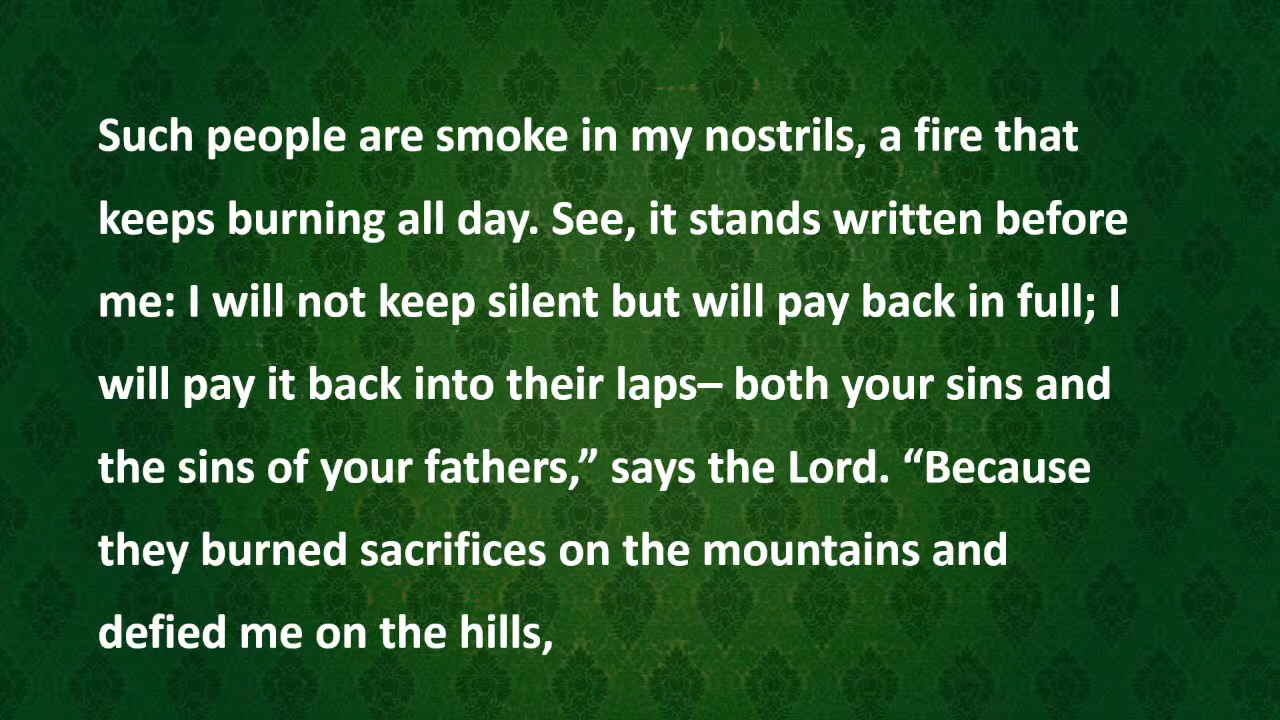 Such people are smoke in my nostrils, a fire that
keeps burning all day. See, it stands written before
me: I will not keep silent but will pay back in full; I
will pay it back into their laps– both your sins and
the sins of your fathers,” says the Lord. “Because
they burned sacrifices on the mountains and
defied me on the hills,